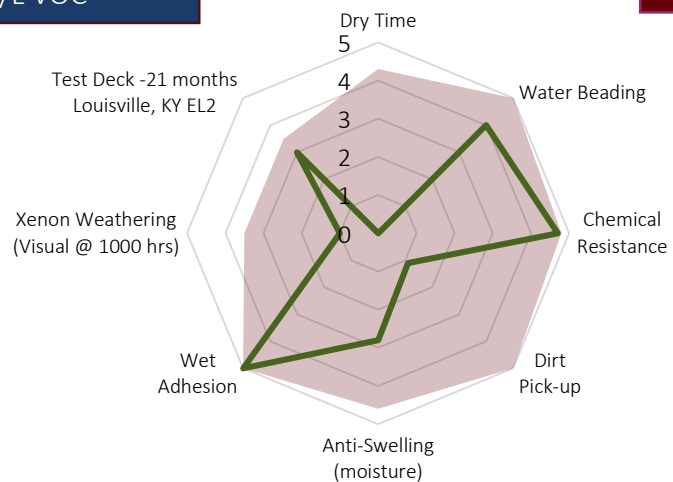 VOC
Dry Time
5
Test Deck -21 months
Louisville, KY EL2
4
Water Beading
3
2
1
Xenon Weathering
(Visual @ 1000 hrs)
0
Chemical
Resistance
Wet
Adhesion
Dirt
Pick-up
Anti-Swelling
(moisture)